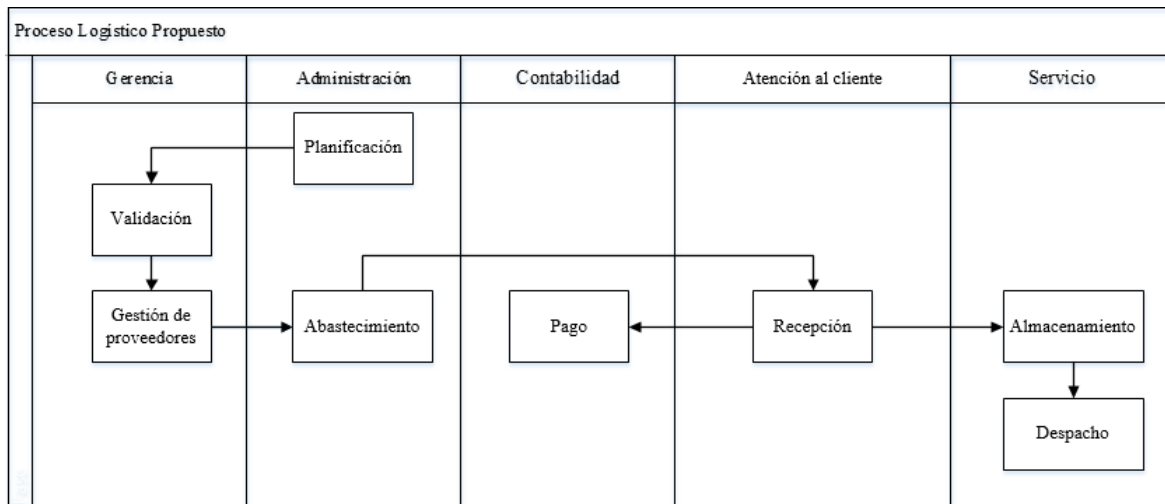 Proceso Logístico Propuesto
Gerencia
Administración
Contabilidad
Atención al cliente
Servicio
Planificación
Validación
Gestión de
proveedores
Abastecimiento
Pago
Recepción
Almacenamiento
Despacho